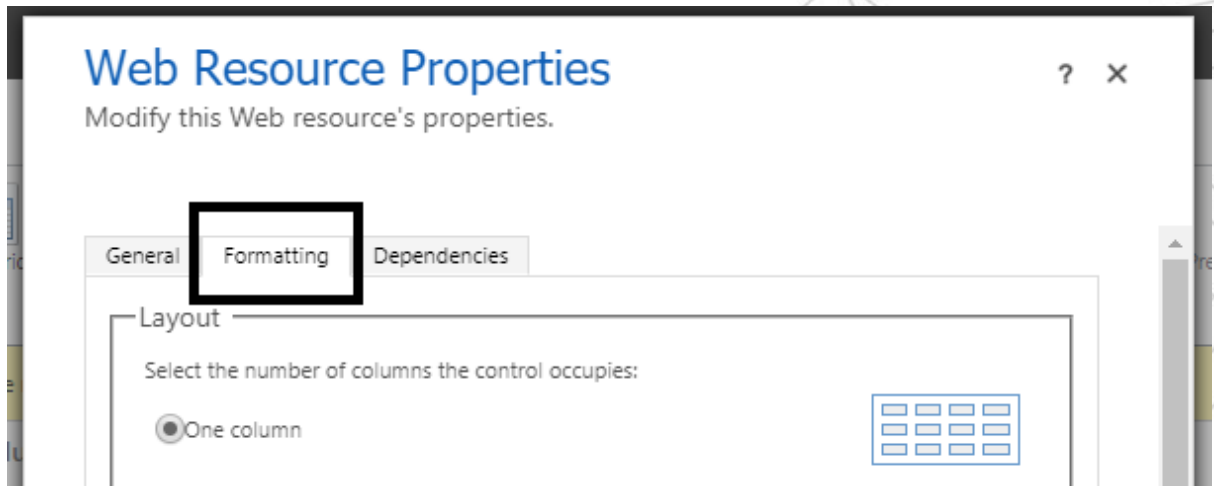 Web Resource Properties
? ×
Modify this Web resource's properties.
General Formatting Dependencies
Layout
Select the number of columns the control occupies:
One column